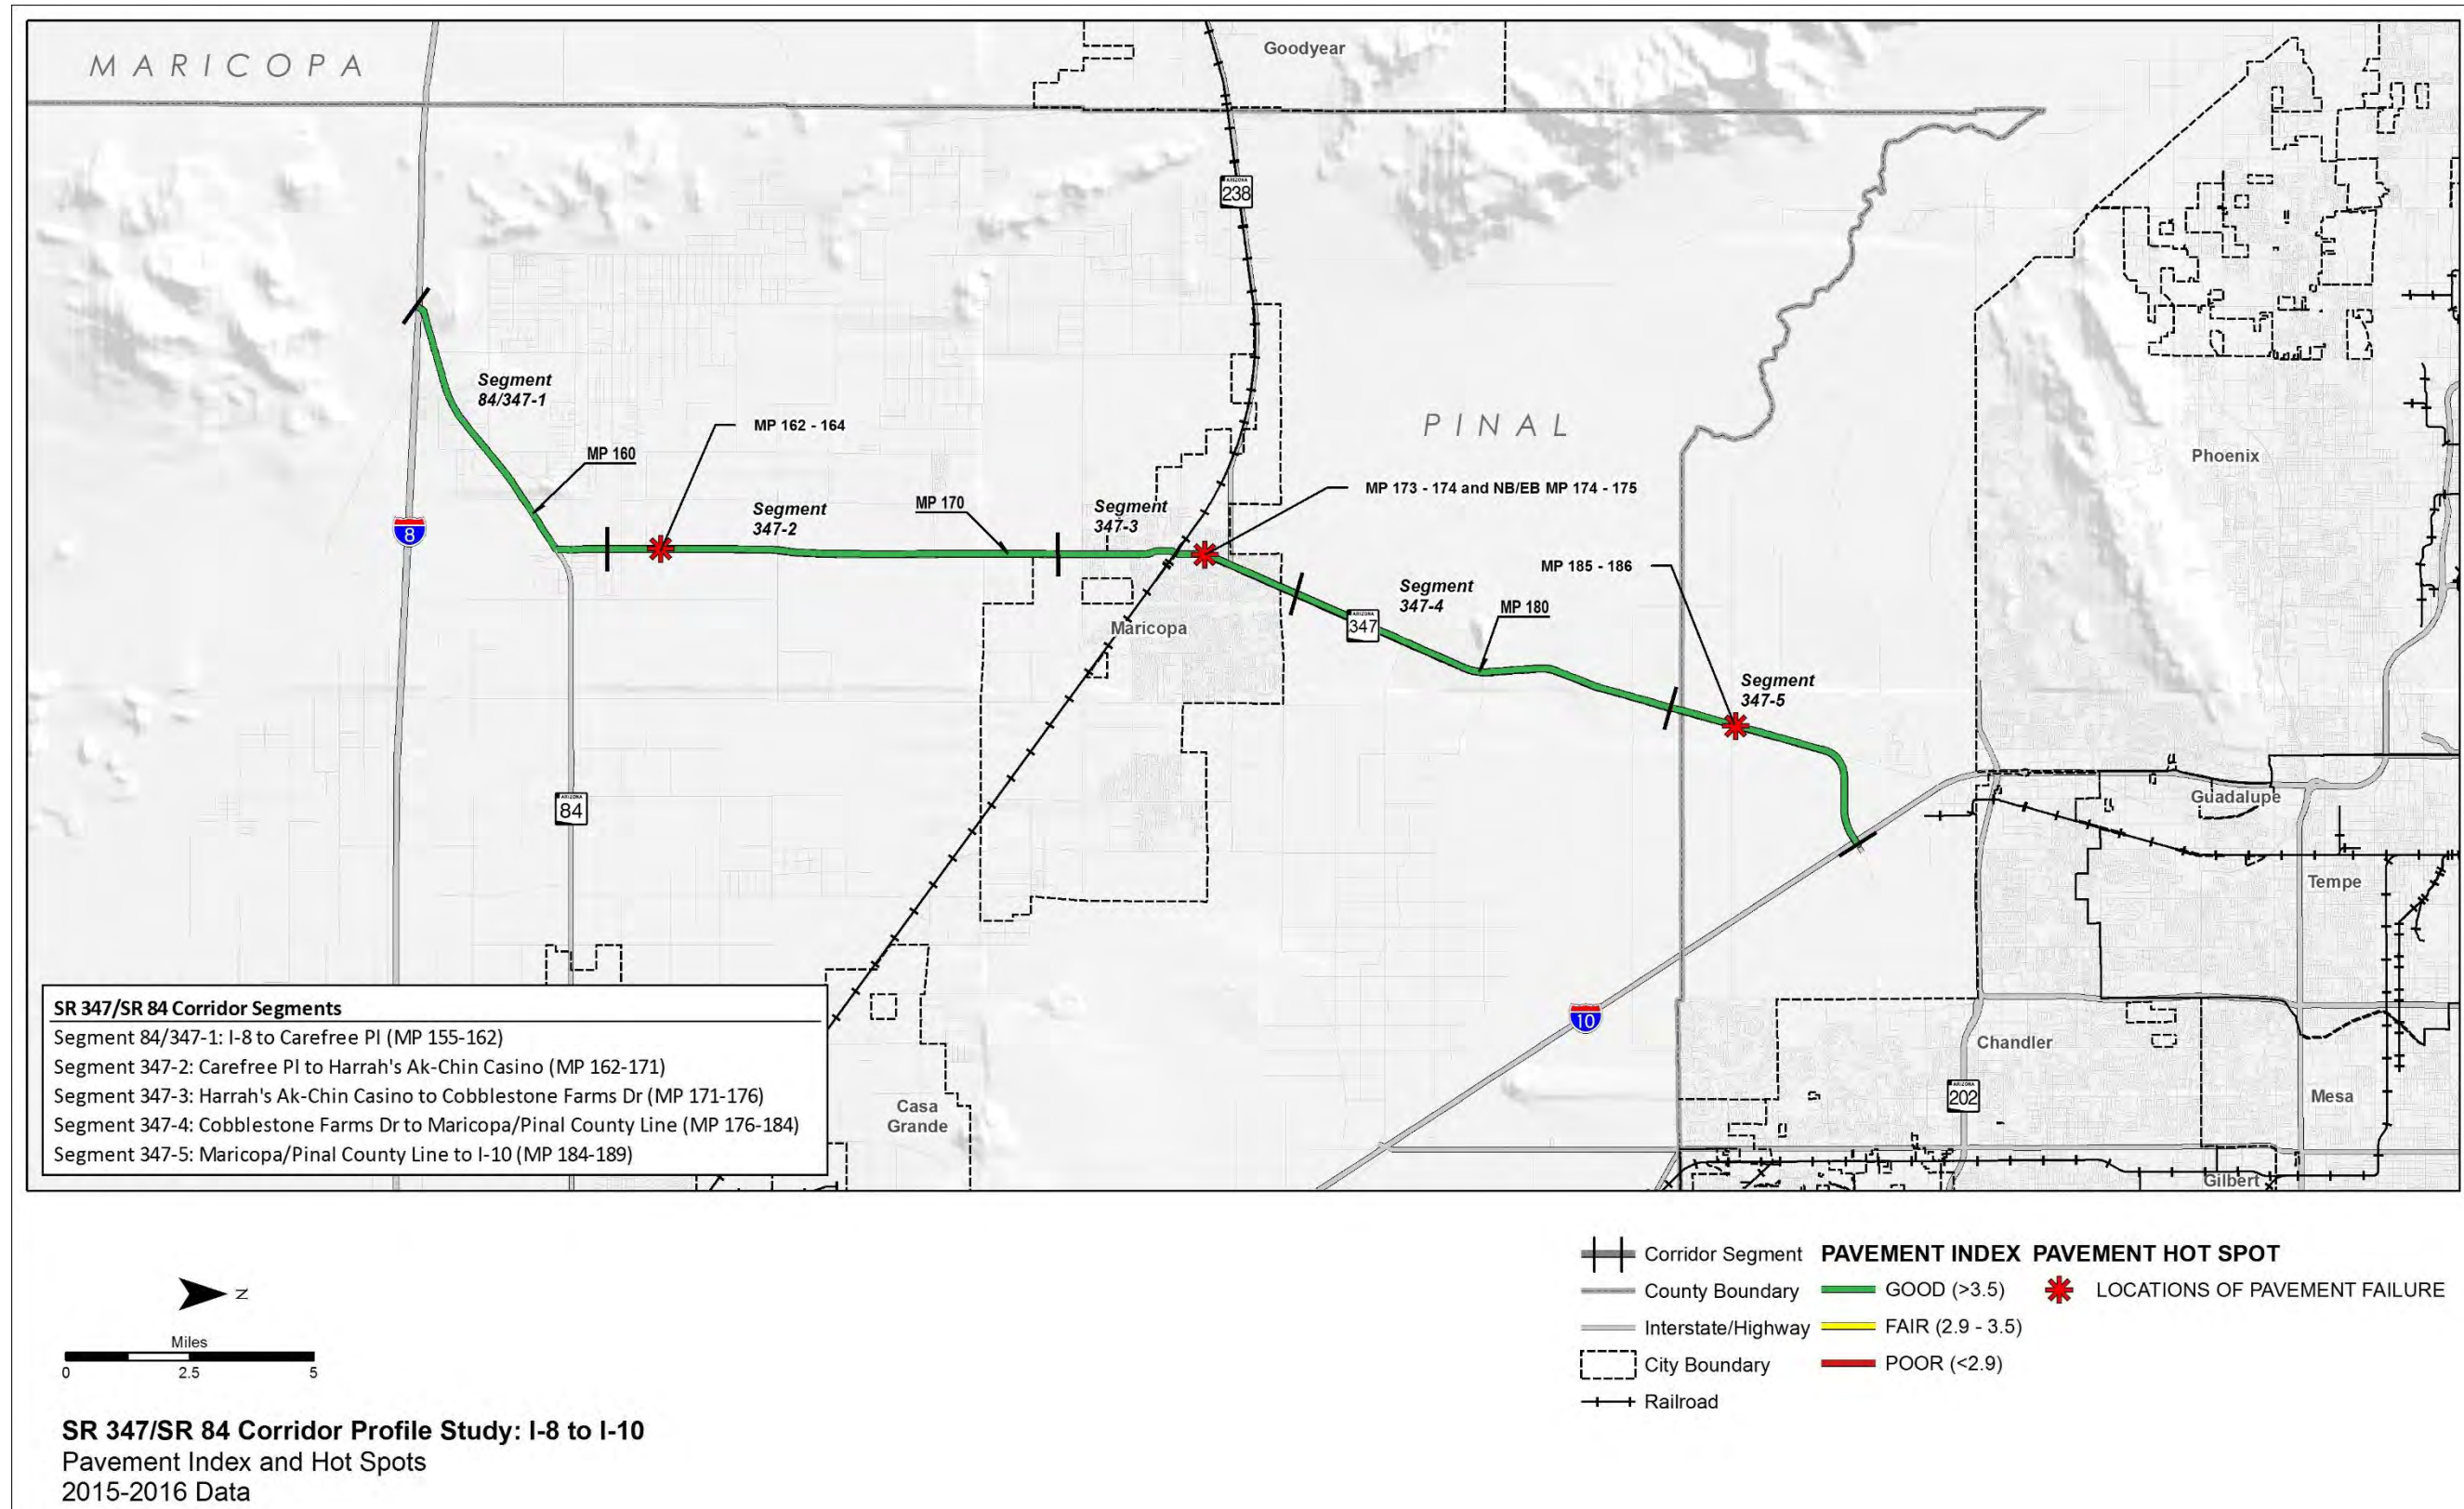 MARICOPA
Goodyear
ARIZONA
238
Segment
84/347-1
MP 162 - 164
PINAL
MP 160
Phoenix
MP 173 - 174 and NB/EB MP 174 - 175
MP 170
Segment
347-2
Segment
347-3
8
MP 185 - 186
Segment
347-4
MP 180
ARIZONA
347
Maricopa
Segment
347-5
ARIZONA
84
Guadalupe
Tempe
10
Chandler
ARIZONA
202
Mesa
Casa
Grande
Gilbert
SR 347/SR 84 Corridor Segments
Segment 84/347-1: I-8 to Carefree Pl (MP 155-162)
Segment 347-2: Carefree Pl to Harrah's Ak-Chin Casino (MP 162-171)
Segment 347-3: Harrah's Ak-Chin Casino to Cobblestone Farms Dr (MP 171-176)
Segment 347-4: Cobblestone Farms Dr to Maricopa/Pinal County Line (MP 176-184)
Segment 347-5: Maricopa/Pinal County Line to I-10 (MP 184-189)
Corridor Segment
County Boundary
Interstate/Highway
City Boundary
Railroad
PAVEMENT INDEX
GOOD (>3.5)
FAIR (2.9 - 3.5)
POOR (<2.9)
PAVEMENT HOT SPOT
LOCATIONS OF PAVEMENT FAILURE
N
Miles
0 2.5 5
SR 347/SR 84 Corridor Profile Study: I-8 to I-10
Pavement Index and Hot Spots
2015-2016 Data